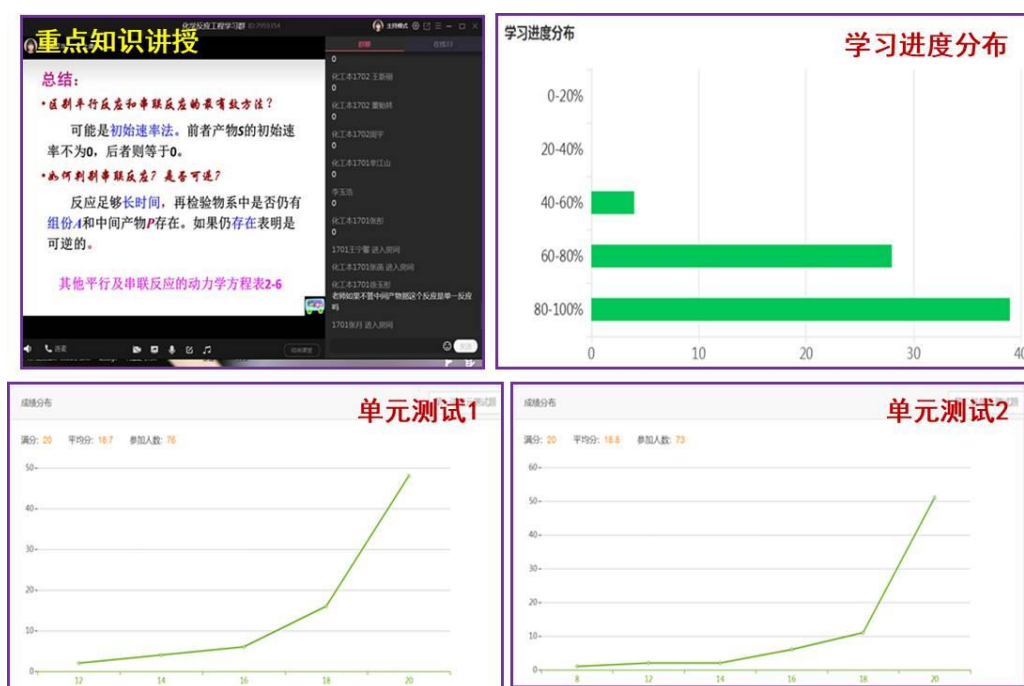 化学反应工程学习群 ID:7993354
重点知识讲授
总结：
•区别平行反应和串联反应的最有效方法？
可能是初始速率法。前者产物S的初始速
率不为0，后者则等于0。
•如何判别串联反应？是否可逆？
反应足够长时间，再检验物系中是否仍有
组份A和中间产物P存在。如果仍存在表明是
可逆的。
其他平行及串联反应的动力学方程表2-6
主持模式
0
化工本1702 王新刚
0
化工本1702
0
化工本1702周宇
0
化工本1701华江山
0
李玉浩
0
化工本1701张彤
0
1701王宁馨 进入房间
化工本1701张茜 进入房间
化工本1701徐玉彤
老师如果不管中间产物那这个反应是单一反应
吗
1701张月 进入房间
学习进度分布
学习进度分布
0-20%
20-40%
40-60%
60-80%
80-100%
0 10 20 30 40
成绩分布
单元测试1
满分: 20 平均分: 18.7 参加人数: 76
50
40
30
20
10
0
12 14 16 18 20
成绩分布
单元测试2
满分: 20 平均分: 18.8 参加人数: 73
60
50
40
30
20
10
0
8 12 14 16 18 20